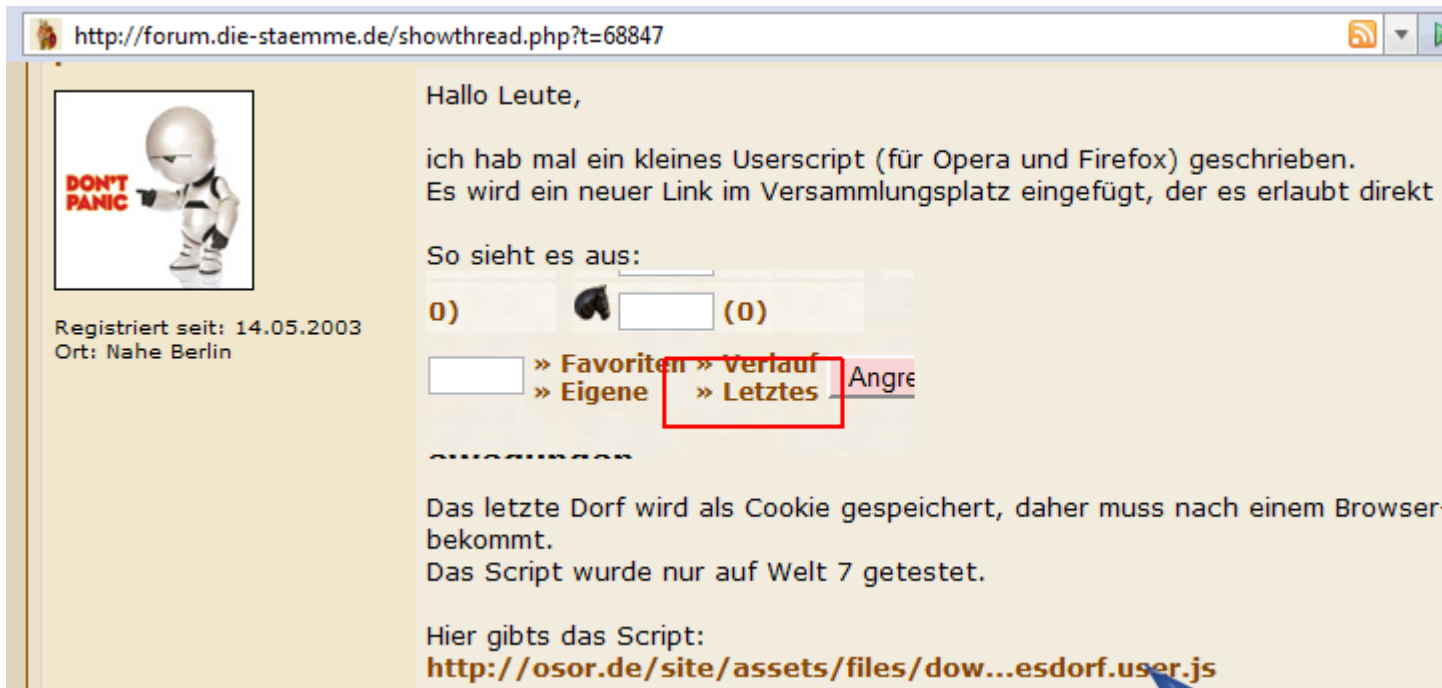 http://forum.die-staemme.de/showthread.php?t=68847
DON'T
PANIC
Registriert seit: 14.05.2003
Ort: Nahe Berlin
Hallo Leute,
ich hab mal ein kleines Userscript (für Opera und Firefox) geschrieben.
Es wird ein neuer Link im Versammlungsplatz eingefügt, der es erlaubt direkt
So sieht es aus:
0) (0)
» Favoriten » Verlauf
» Eigene » Letztes Angre
Das letzte Dorf wird als Cookie gespeichert, daher muss nach einem Browser-
bekommt.
Das Script wurde nur auf Welt 7 getestet.
Hier gibts das Script:
http://osor.de/site/assets/files/dow...esdorf.user.js